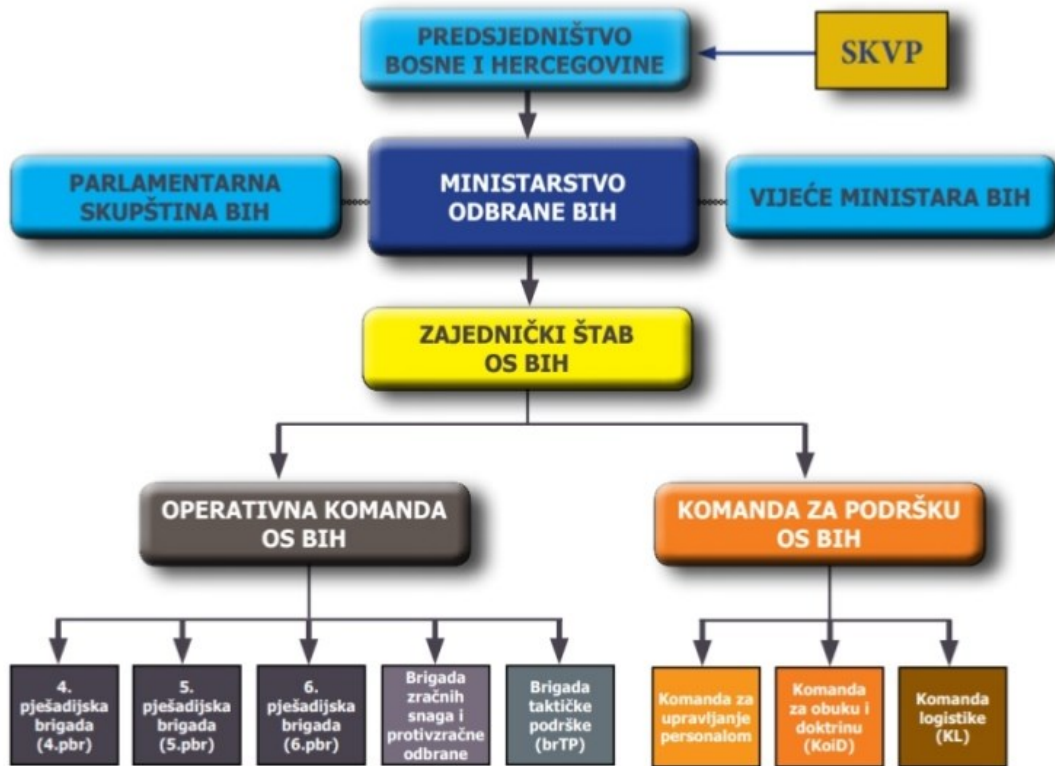 PREDSJEDNIŠTVO
BOSNE I HERCEGOVINE
SKVP
PARLAMENTARNA
SKUPŠTINA BIH
MINISTARSTVO
ODBRANE BIH
VIJEĆE MINISTARA BIH
ZAJEDNIČKI ŠTAB
OS BIH
OPERATIVNA KOMANDA
OS BIH
KOMANDA ZA PODRŠKU
OS BIH
4.
pješadijska
brigada
(4.pbr)
5.
pješadijska
brigada
(5.pbr)
6.
pješadijska
brigada
(6.pbr)
Brigada
zračnih
snaga i
protivzračne
odbrane
Brigada
taktičke
podrške
(brTP)
Komanda za
upravljanje
personalom
Komanda
za obuku i
doktrinu
(KoiD)
Komanda
logistike
(KL)